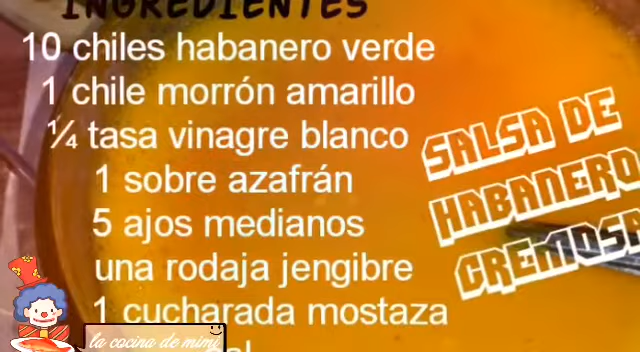 INGREDIENTES
10 chiles habanero verde
1 chile morrón amarillo
¼ tasa vinagre blanco
1 sobre azafrán
5 ajos medianos
una rodaja jengibre
1 cucharada mostaza
SALSA DE
HABANERO
CREMOSA
la cocina de mimi